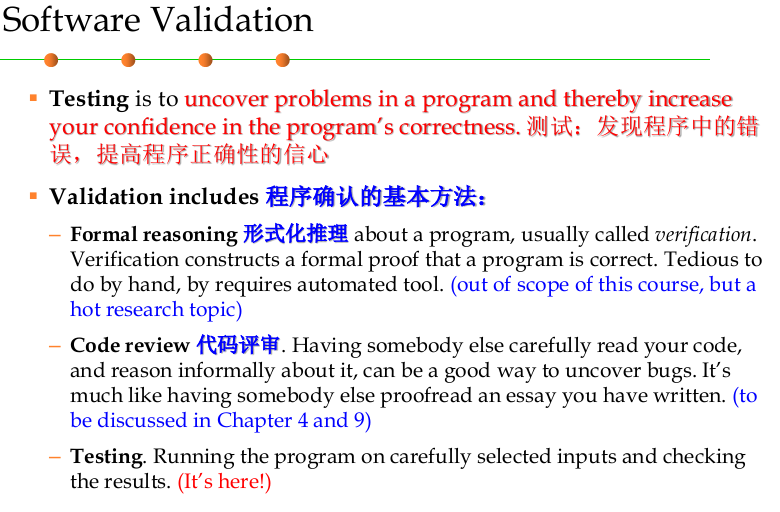 Software Validation
▪ Testing is to uncover problems in a program and thereby increase
your confidence in the program’s correctness. 测试：发现程序中的错
误，提高程序正确性的信心
▪ Validation includes 程序确认的基本方法：
– Formal reasoning 形式化推理 about a program, usually called verification.
Verification constructs a formal proof that a program is correct. Tedious to
do by hand, by requires automated tool. (out of scope of this course, but a
hot research topic)
– Code review 代码评审. Having somebody else carefully read your code,
and reason informally about it, can be a good way to uncover bugs. It’s
much like having somebody else proofread an essay you have written. (to
be discussed in Chapter 4 and 9)
– Testing. Running the program on carefully selected inputs and checking
the results. (It’s here!)